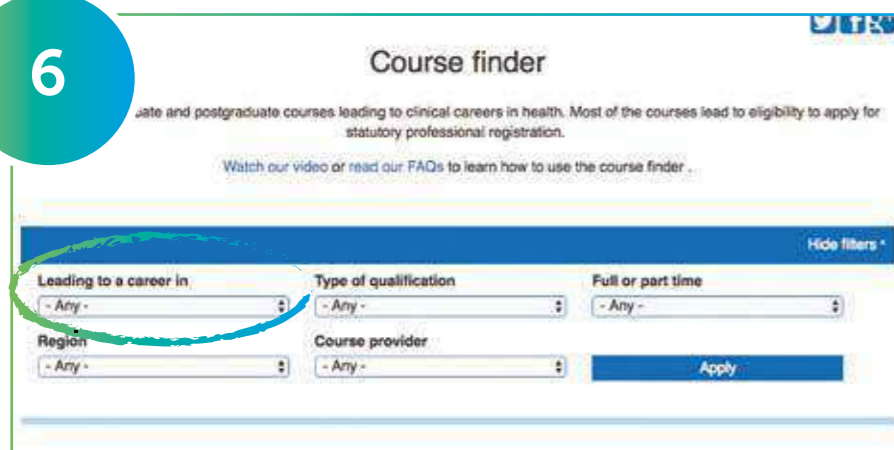 6
Course finder
and postgraduate courses leading to clinical careers in health. Most of the courses lead to eligibility to apply for
statutory professional registration.
Watch our video or read our FAQs to learn how to use the course finder .
Hide filters
Leading to a career in Type of qualification Full or part time
- Any - - Any - - Any -
Region Course provider
- Any - - Any - Apply